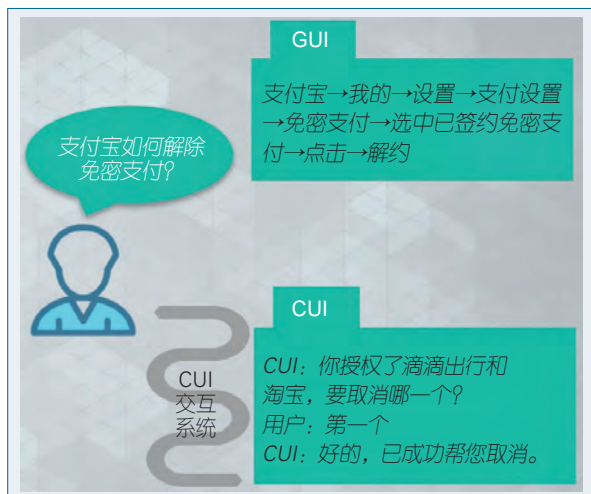 GUI
支付宝→我的→设置→支付设置
→免密支付→选中已签约免密支
付→点击→解约
支付宝如何解除
免密支付?
CUI
CUI
交互
系统
CUI：你授权了滴滴出行和
淘宝，要取消哪一个?
用户：第一个
CUI：好的，已成功帮您取消。